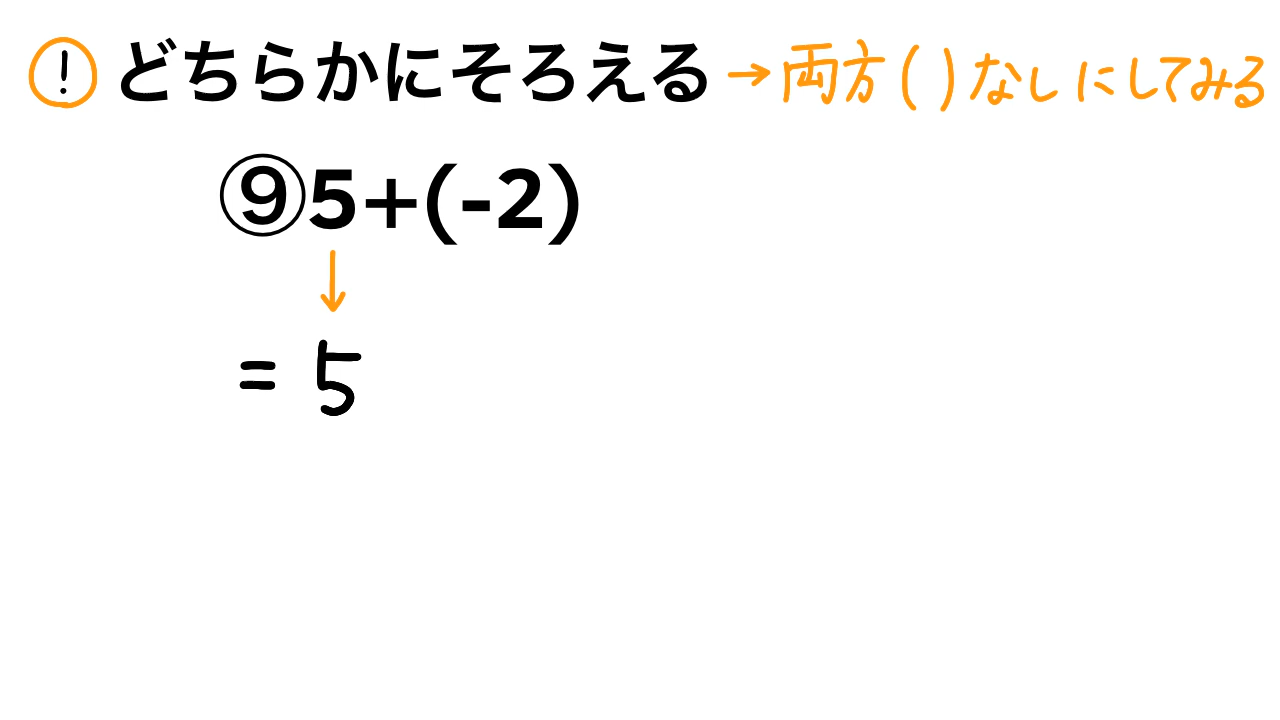 ! どちらかにそろえる → 両方( )なしにしてみる
⑨5+(-2)
↓
= 5